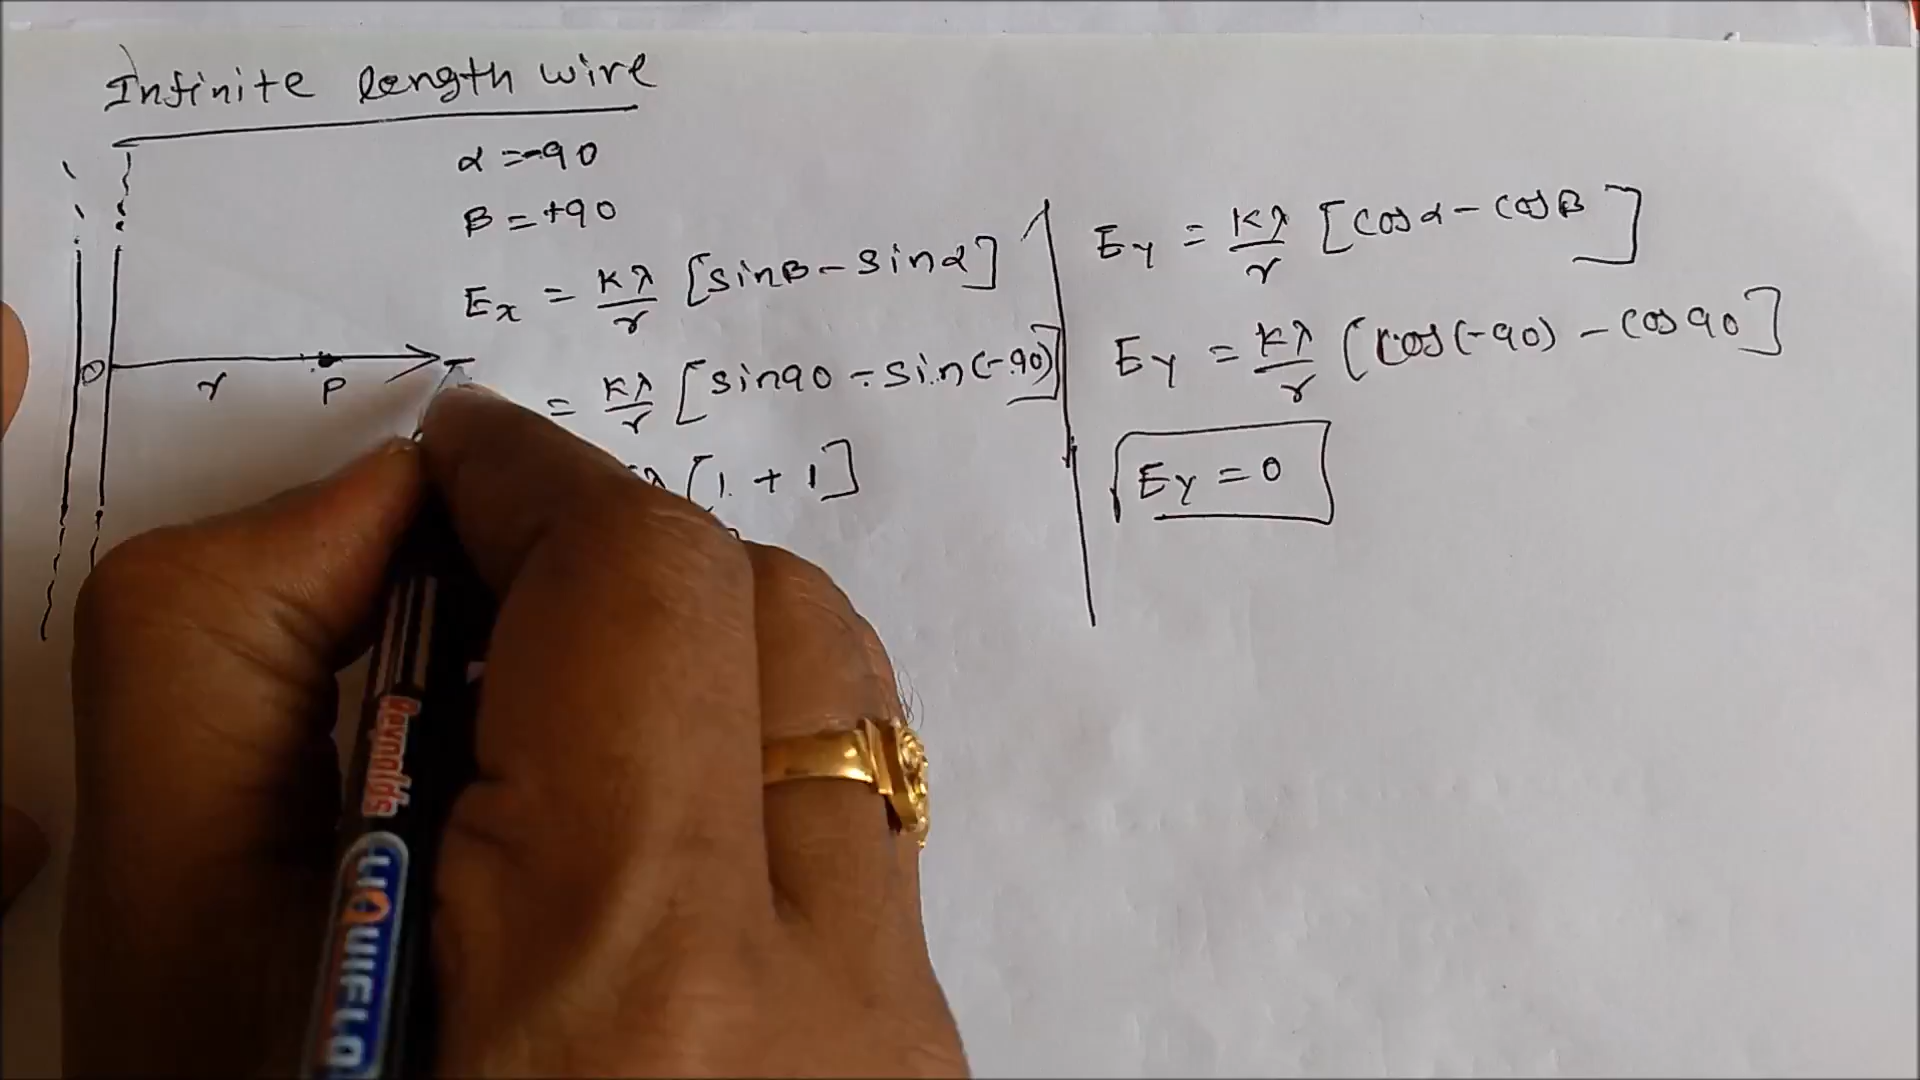 Infinite length wire
α = -90
β = +90
Ex = Kλ/r [sinβ - sinα]
= Kλ/r [sin90 - sin(-90)]
λ [1 + 1]
O
r
P
Ey = Kλ/r [cosα - cosβ]
Ey = Kλ/r [cos(-90) - cos90]
Ey = 0
Reynolds
LIQUIFLO